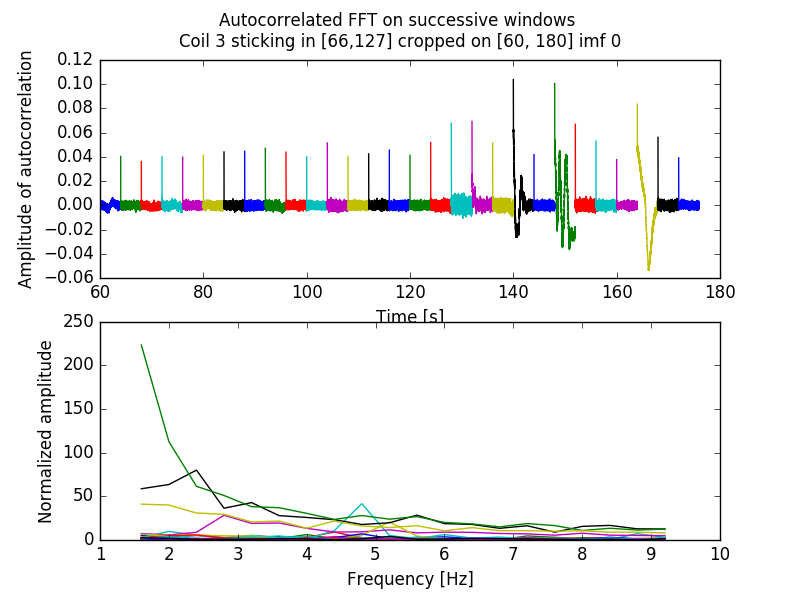 Autocorrelated FFT on successive windows
Coil 3 sticking in [66,127] cropped on [60, 180] imf 0
Amplitude of autocorrelation
0.12
0.10
0.08
0.06
0.04
0.02
0.00
−0.02
−0.04
−0.06
60 80 100 120 140 160 180
Time [s]
Normalized amplitude
250
200
150
100
50
0
1 2 3 4 5 6 7 8 9 10
Frequency [Hz]